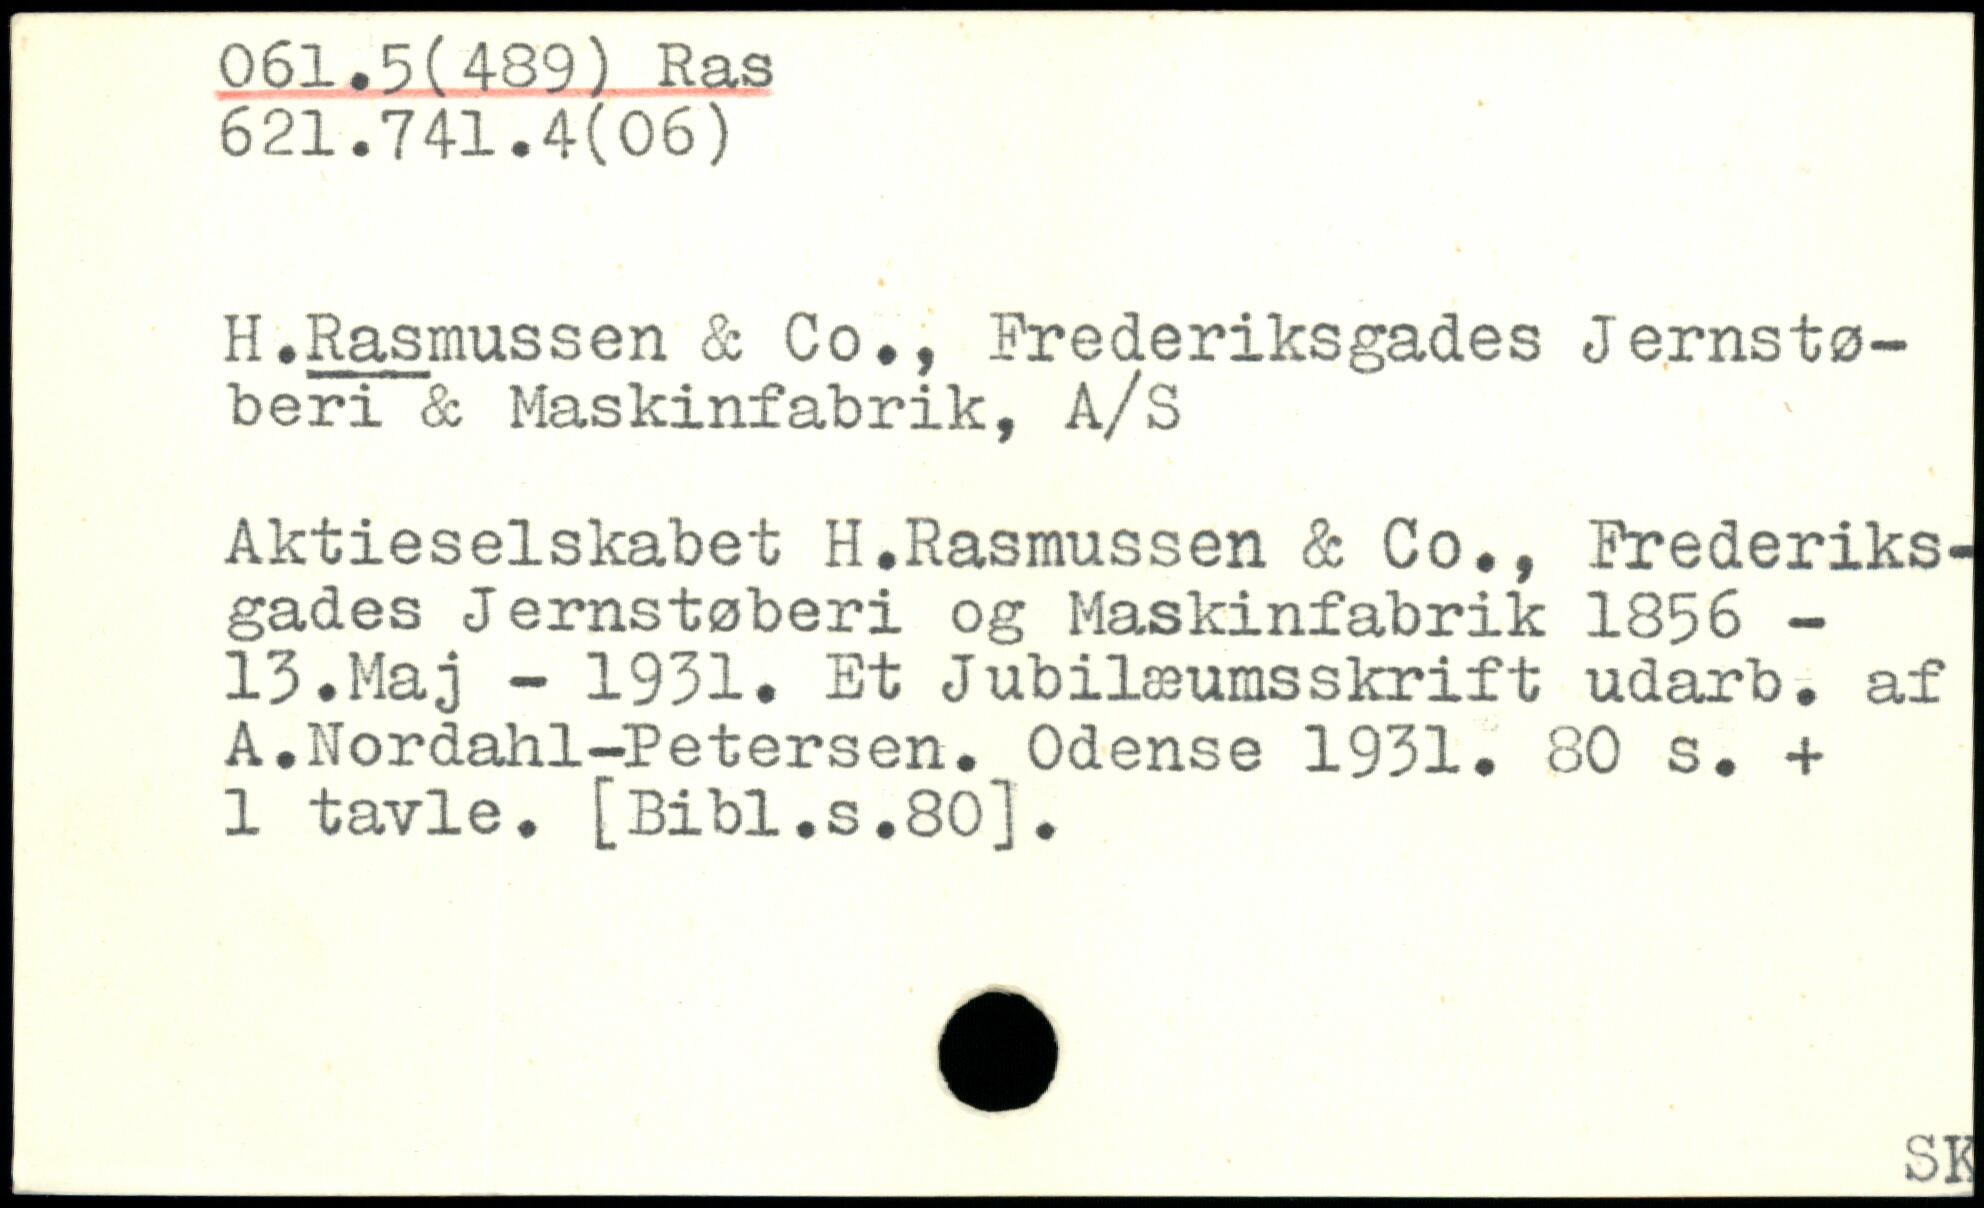 061.5(489) Ras
621.741.4(06)
H.Rasmussen & Co., Frederiksgades Jernstø-
beri & Maskinfabrik, A/S
Aktieselskabet H.Rasmussen & Co., Frederiks-
gades Jernstøberi og Maskinfabrik 1856 -
13.Maj - 1931. Et Jubilæumsskrift udarb. af
A.Nordahl-Petersen. Odense 1931. 80 s. +
1 tavle. [Bibl.s.80].
SK